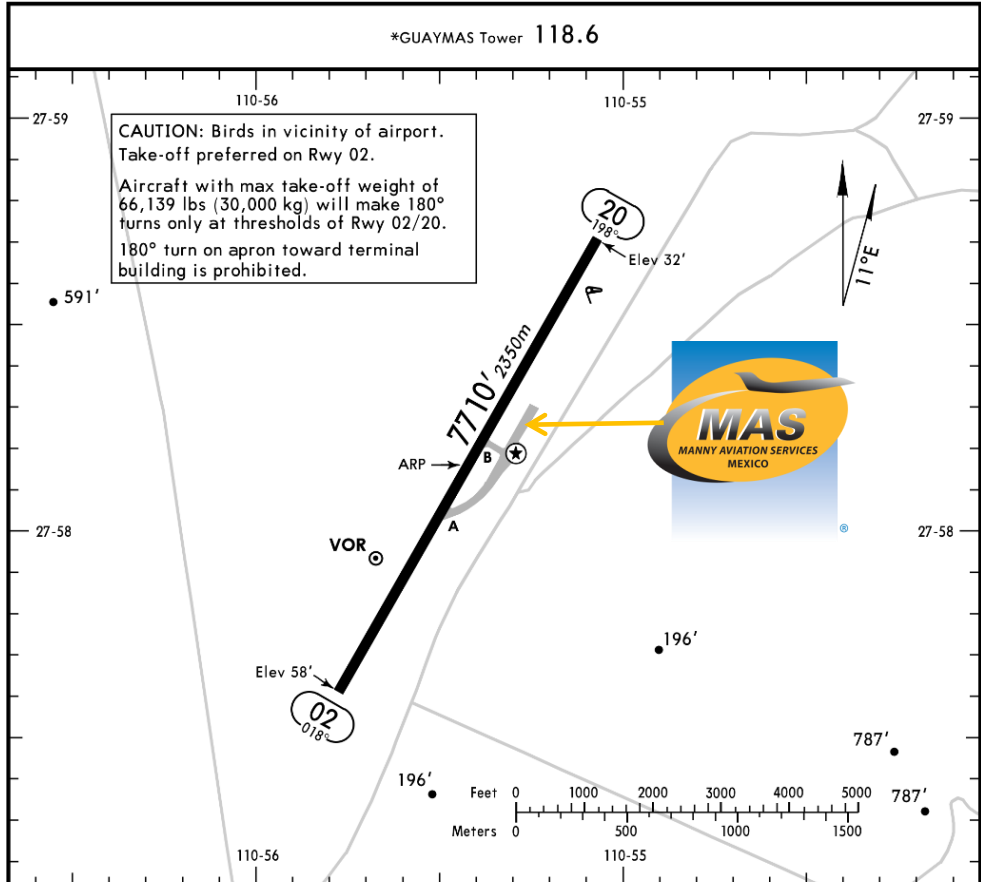 *GUAYMAS Tower 118.6
110-56
110-55
27-59
27-59
CAUTION: Birds in vicinity of airport.
Take-off preferred on Rwy 02.
Aircraft with max take-off weight of
66,139 lbs (30,000 kg) will make 180°
turns only at thresholds of Rwy 02/20.
180° turn on apron toward terminal
building is prohibited.
20
198°
Elev 32'
11°E
591'
7710' 2350m
MAS
MANNY AVIATION SERVICES
MEXICO
®
B
ARP
A
27-58
27-58
VOR
196'
Elev 58'
02
018°
787'
196'
787'
Feet 0 1000 2000 3000 4000 5000
Meters 0 500 1000 1500
110-56
110-55